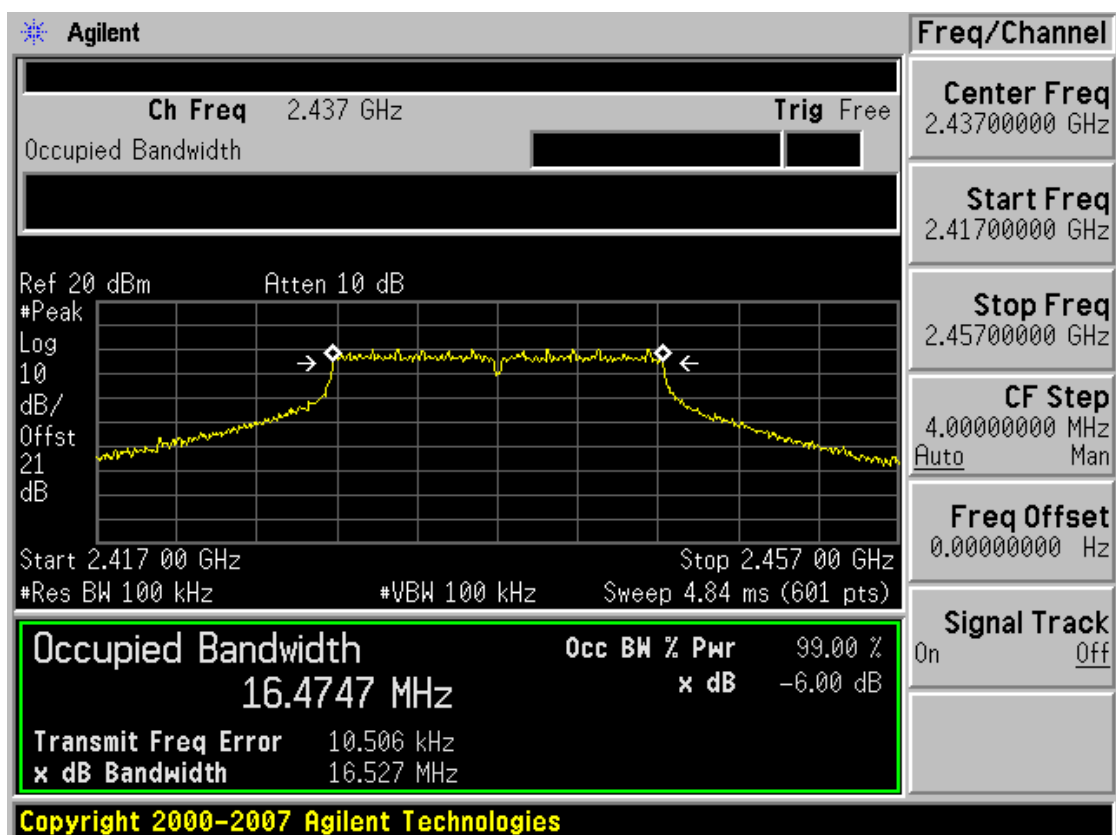 Agilent
Freq/Channel
Ch Freq 2.437 GHz Trig Free
Occupied Bandwidth
Center Freq
2.43700000 GHz
Start Freq
2.41700000 GHz
Stop Freq
2.45700000 GHz
CF Step
4.00000000 MHz
Auto Man
Freq Offset
0.00000000 Hz
Signal Track
On Off
Ref 20 dBm Atten 10 dB
#Peak
Log
10
dB/
Offst
21
dB
Start 2.417 00 GHz Stop 2.457 00 GHz
#Res BW 100 kHz #VBW 100 kHz Sweep 4.84 ms (601 pts)
Occupied Bandwidth Occ BW % Pwr 99.00 %
16.4747 MHz x dB -6.00 dB
Transmit Freq Error 10.506 kHz
x dB Bandwidth 16.527 MHz
Copyright 2000-2007 Agilent Technologies